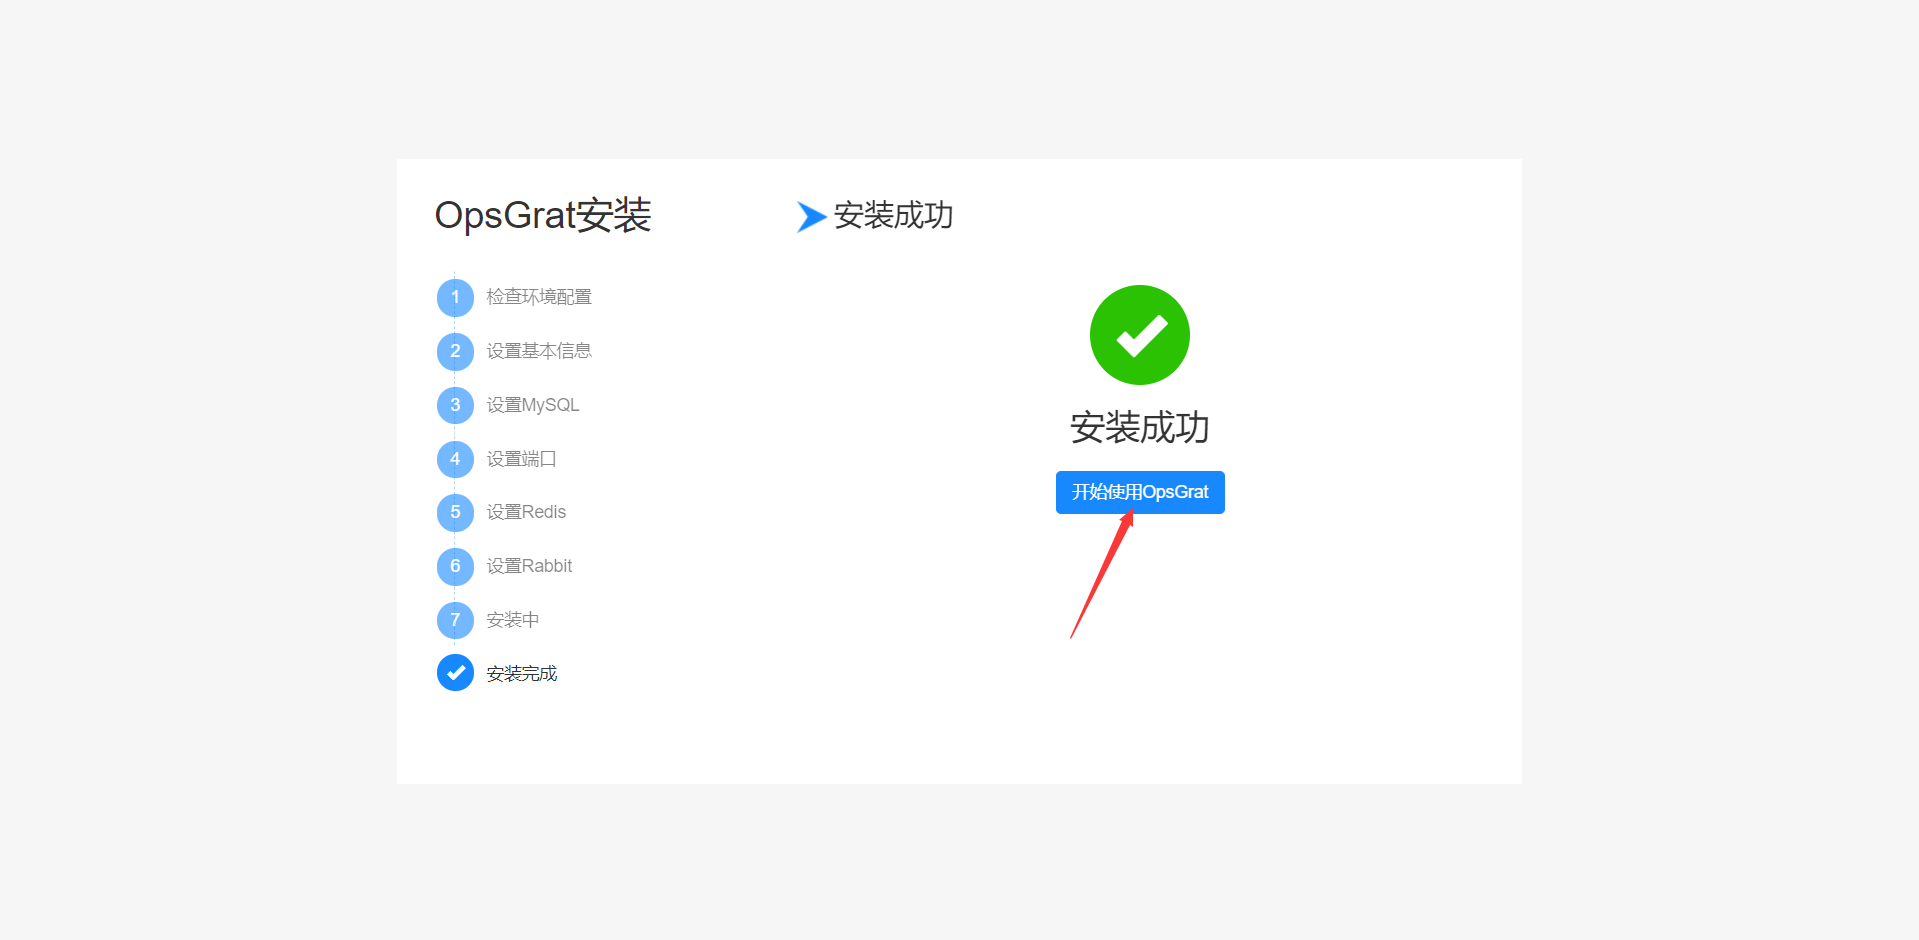 OpsGrat安装
安装成功
1 检查环境配置
2 设置基本信息
3 设置MySQL
4 设置端口
5 设置Redis
6 设置Rabbit
7 安装中
安装完成
安装成功
开始使用OpsGrat